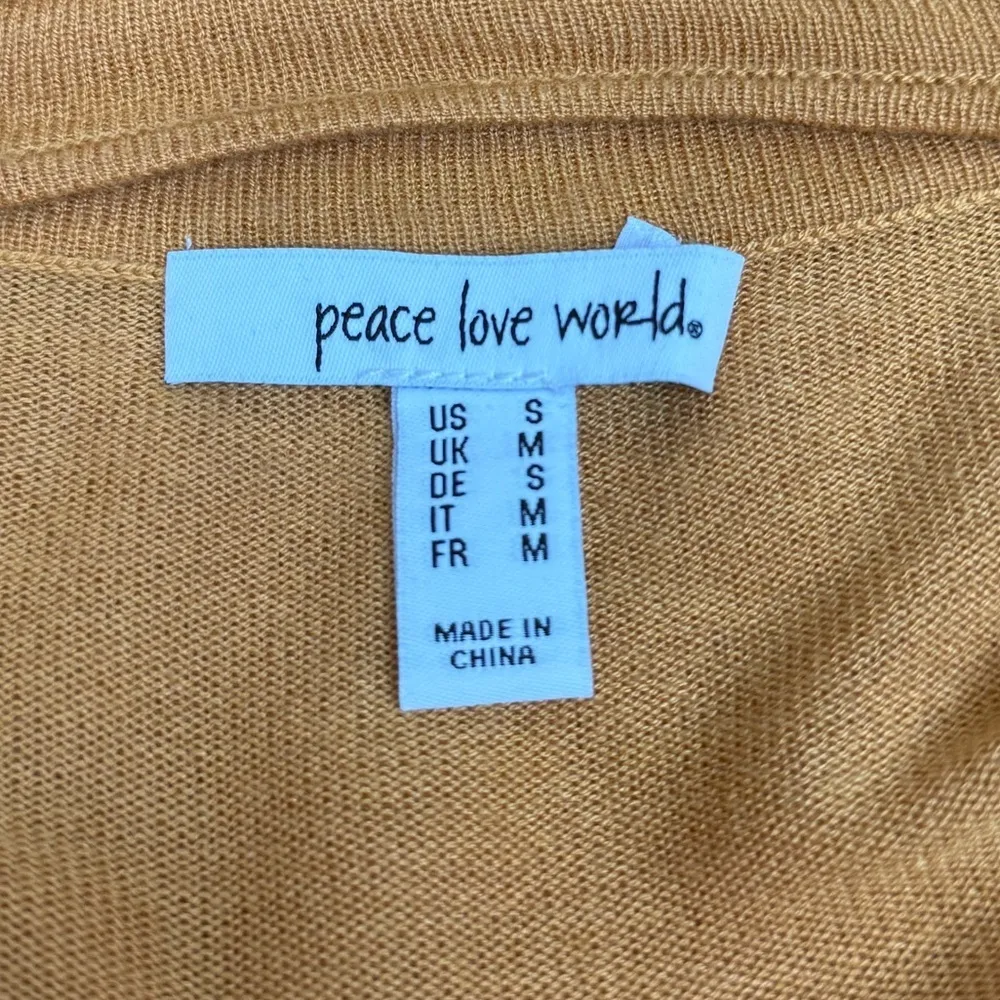 peace love world®
US S
UK M
DE S
IT M
FR M
MADE IN
CHINA